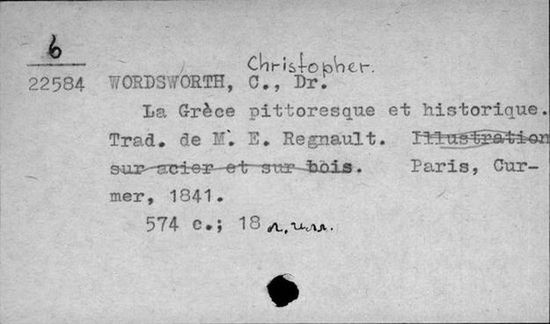 6
Christopher.
22584 WORDSWORTH, C., Dr.
La Grèce pittoresque et historique.
Trad. de M. E. Regnault. Illustration
sur acier et sur bois. Paris, Cur-
mer, 1841.
574 c.; 18 л. илл.